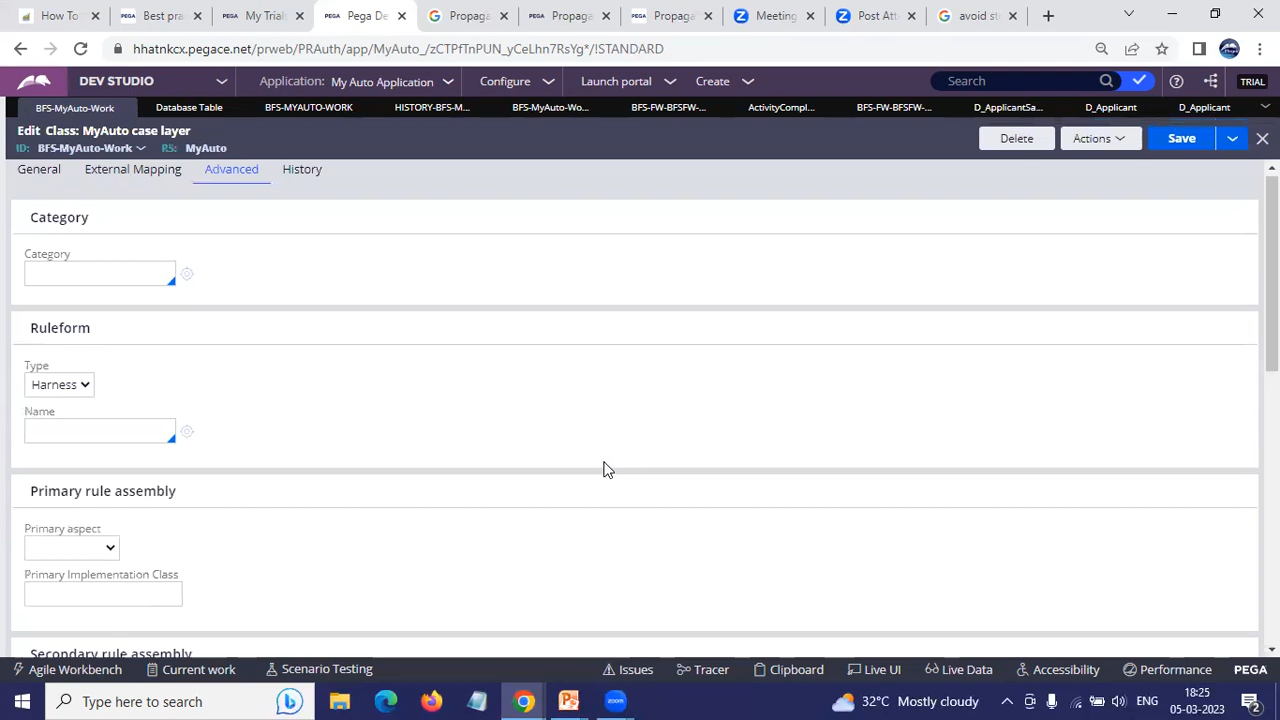 How To
PEGA Best pra
PEGA My Trial
PEGA Pega De
Propaga
PEGA Propaga
PEGA Propaga
Meeting
Post Att
avoid st
hhatnkcx.pegace.net/prweb/PRAuth/app/MyAuto_/zCTPfTnPUN_yCeLhn7RsYg*/!STANDARD
DEV STUDIO
Application: My Auto Application
Configure
Launch portal
Create
Search
TRIAL
BFS-MyAuto-Work
Database Table
BFS-MYAUTO-WORK
HISTORY-BFS-M...
BFS-MyAuto-Wo...
BFS-FW-BFSFW-...
ActivityCompl...
BFS-FW-BFSFW-...
D_ApplicantSa...
D_Applicant
D_Applicant
Edit Class: MyAuto case layer
ID: BFS-MyAuto-Work RS: MyAuto
Delete
Actions
Save
General
External Mapping
Advanced
History
Category
Category
Ruleform
Type
Harness
Name
Primary rule assembly
Primary aspect
Primary Implementation Class
Secondary rule assembly
Agile Workbench
Current work
Scenario Testing
Issues
Tracer
Clipboard
Live UI
Live Data
Accessibility
Performance
PEGA
Type here to search
32°C Mostly cloudy
ENG
18:25
05-03-2023
2